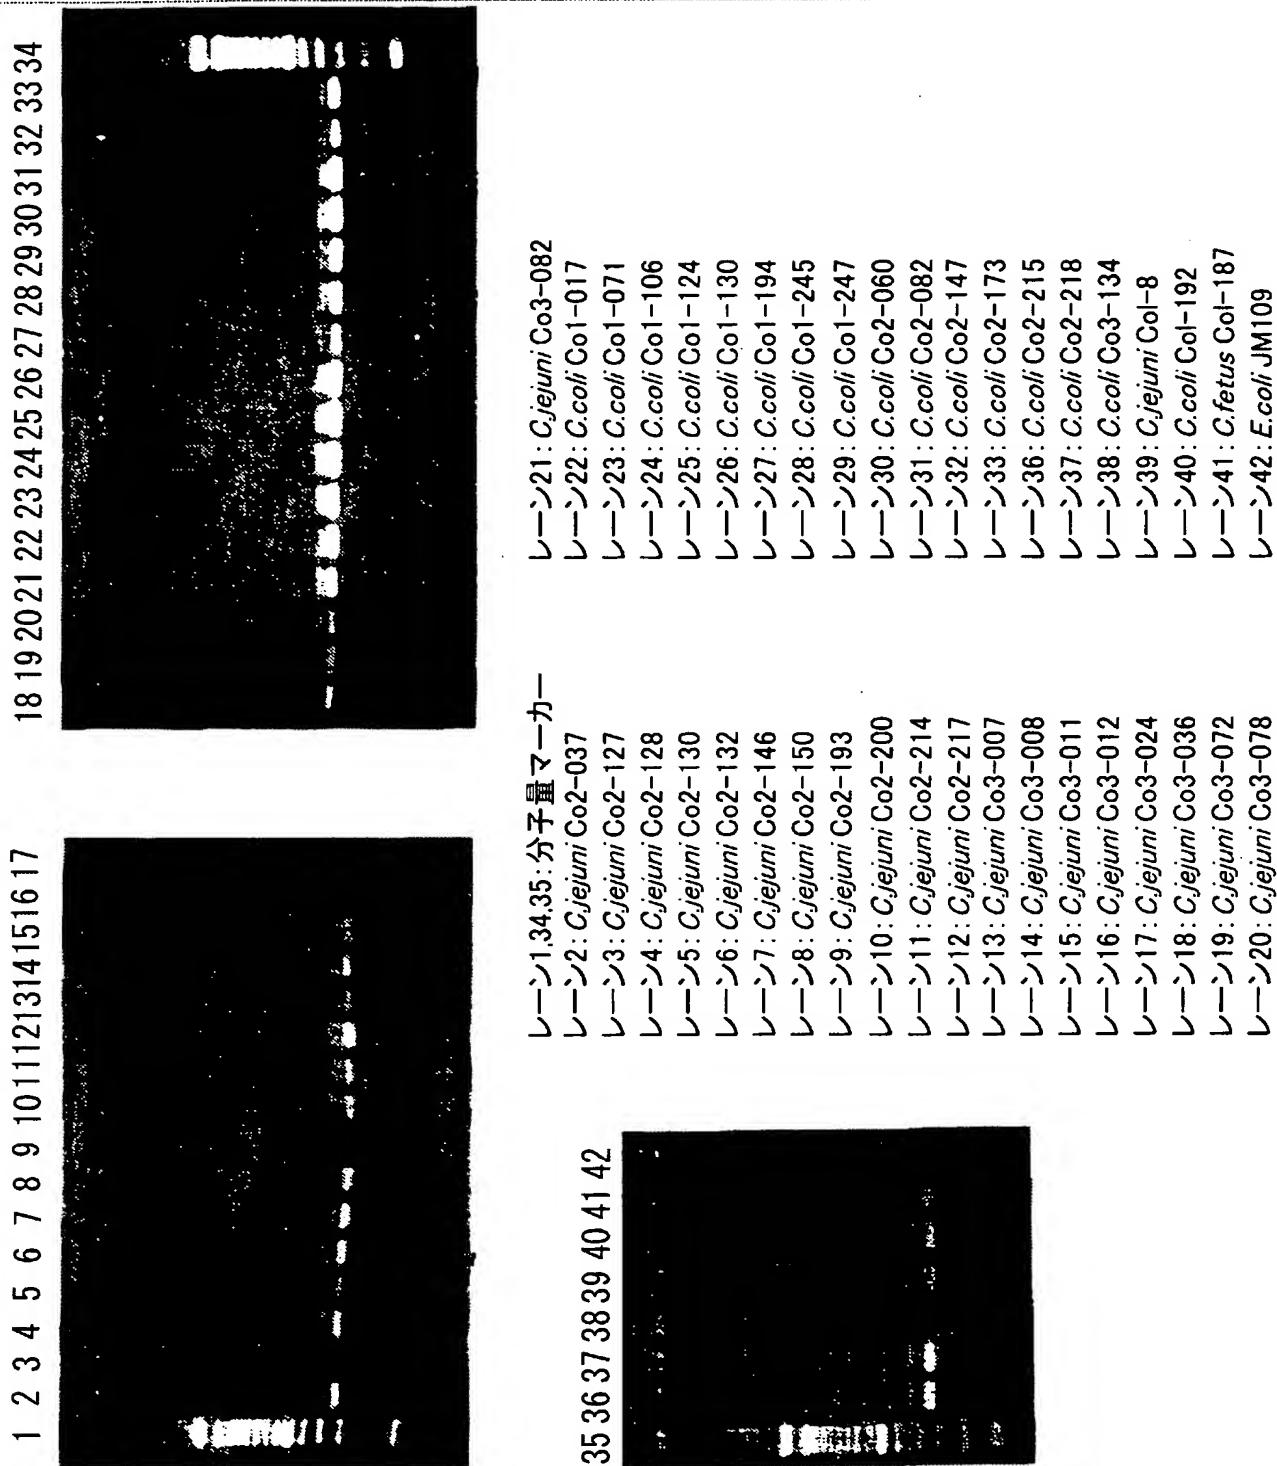 1 2 3 4 5 6 7 8 9 10 11 12 13 14 15 16 17
18 19 20 21 22 23 24 25 26 27 28 29 30 31 32 33 34
35 36 37 38 39 40 41 42
レーン1,34,35:分子量マーカー
レーン2:C.jejuni Co2-037
レーン3:C.jejuni Co2-127
レーン4:C.jejuni Co2-128
レーン5:C.jejuni Co2-130
レーン6:C.jejuni Co2-132
レーン7:C.jejuni Co2-146
レーン8:C.jejuni Co2-150
レーン9:C.jejuni Co2-193
レーン10:C.jejuni Co2-200
レーン11:C.jejuni Co2-214
レーン12:C.jejuni Co2-217
レーン13:C.jejuni Co3-007
レーン14:C.jejuni Co3-008
レーン15:C.jejuni Co3-011
レーン16:C.jejuni Co3-012
レーン17:C.jejuni Co3-024
レーン18:C.jejuni Co3-036
レーン19:C.jejuni Co3-072
レーン20:C.jejuni Co3-078
レーン21:C.jejuni Co3-082
レーン22:C.coli Co1-017
レーン23:C.coli Co1-071
レーン24:C.coli Co1-106
レーン25:C.coli Co1-124
レーン26:C.coli Co1-130
レーン27:C.coli Co1-194
レーン28:C.coli Co1-245
レーン29:C.coli Co1-247
レーン30:C.coli Co2-060
レーン31:C.coli Co2-082
レーン32:C.coli Co2-147
レーン33:C.coli Co2-173
レーン36:C.coli Co2-215
レーン37:C.coli Co2-218
レーン38:C.coli Co3-134
レーン39:C.jejuni Col-8
レーン40:C.coli Col-192
レーン41:C.fetus Col-187
レーン42:E.coli JM109